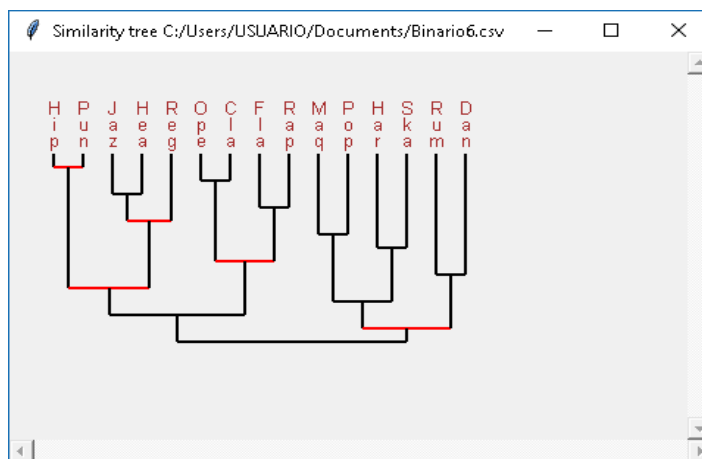 Similarity tree C:/Users/USUARIO/Documents/Binario6.csv
Hip Pun Jaz Hea Reg Ope Cla Fla Rap Maq Pop Har Ska Rum Dan